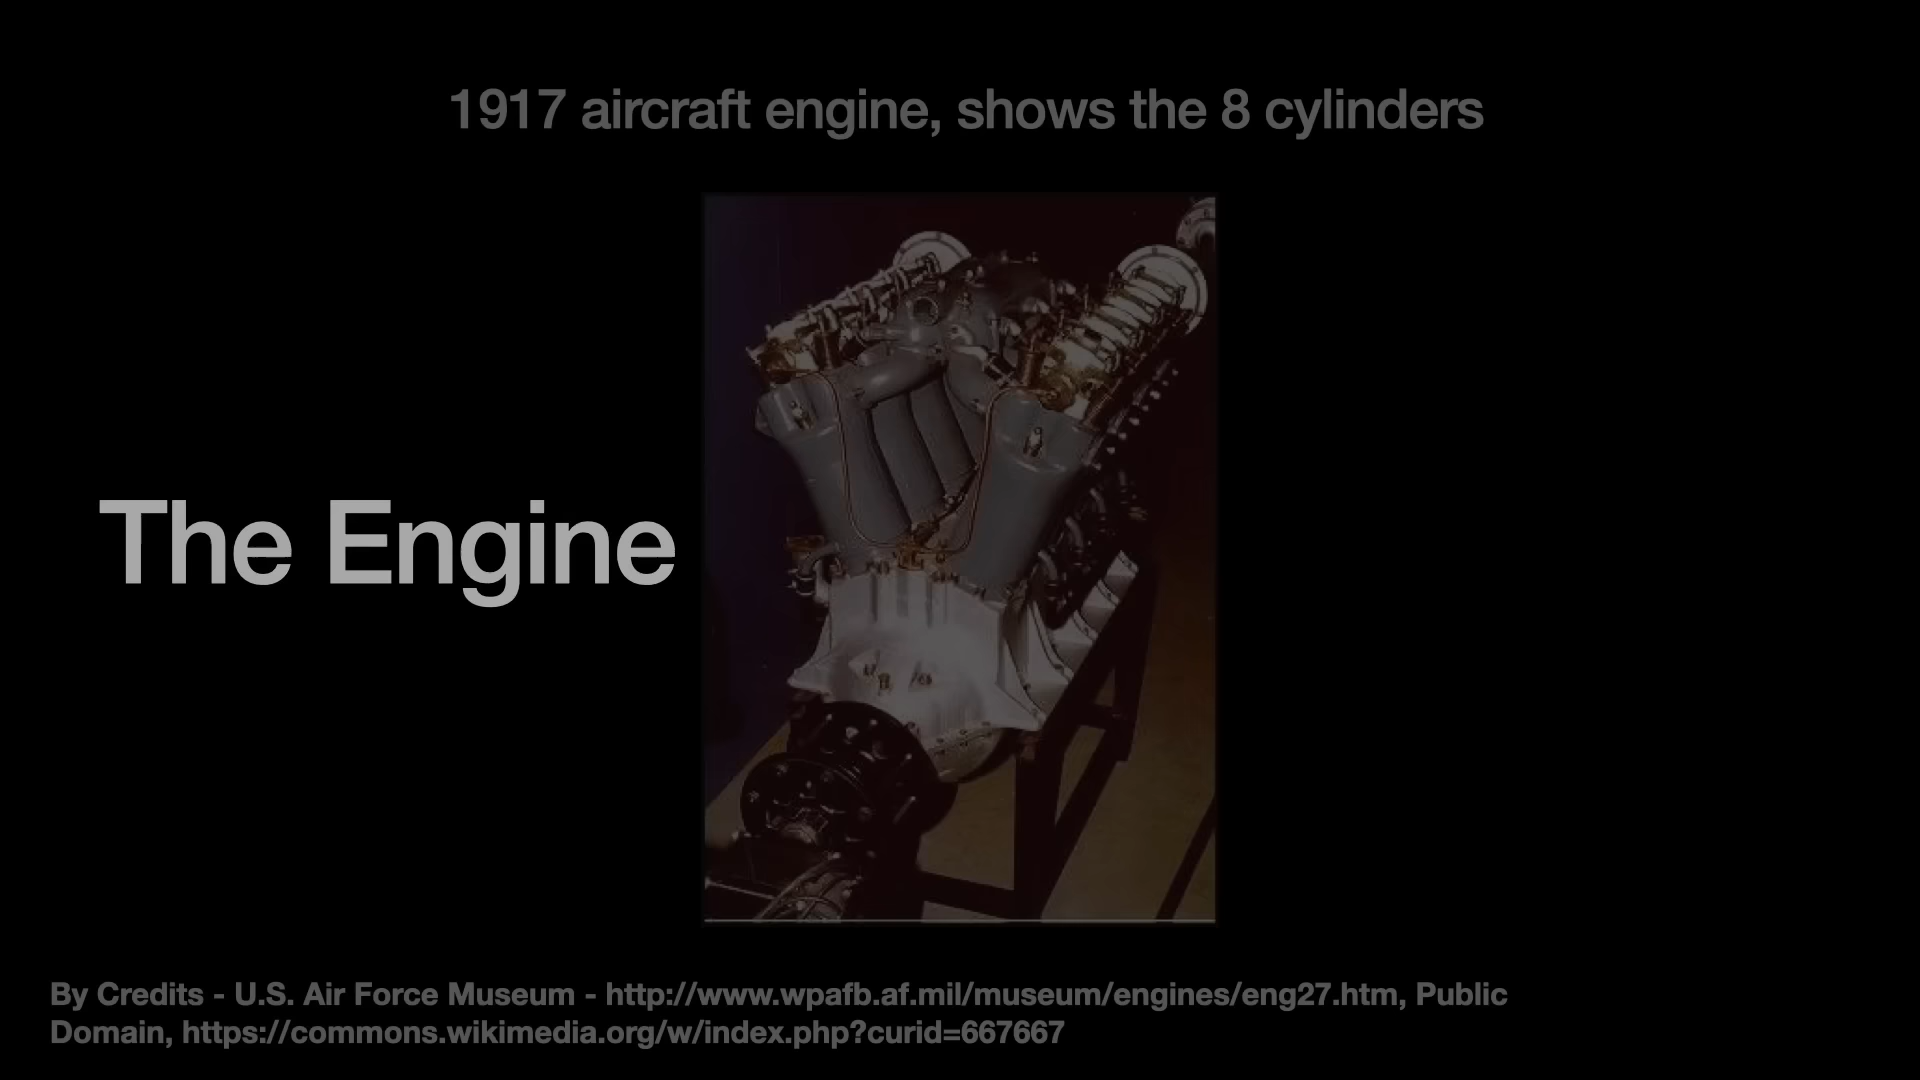 1917 aircraft engine, shows the 8 cylinders
The Engine
By Credits - U.S. Air Force Museum - http://www.wpafb.af.mil/museum/engines/eng27.htm, Public
Domain, https://commons.wikimedia.org/w/index.php?curid=667667